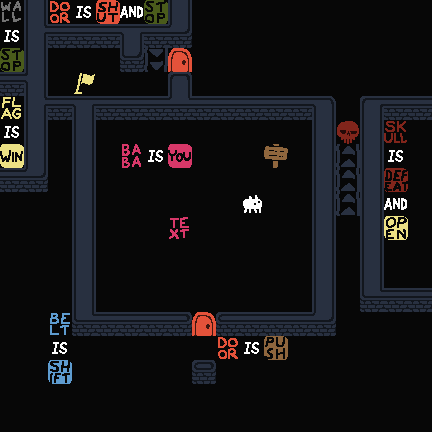 WALL IS STOP
DOOR IS SHUT AND STOP
FLAG IS WIN
BABA IS YOU
TEXT
SKULL IS DEFEAT AND OPEN
BELT IS SHIFT
DOOR IS PUSH